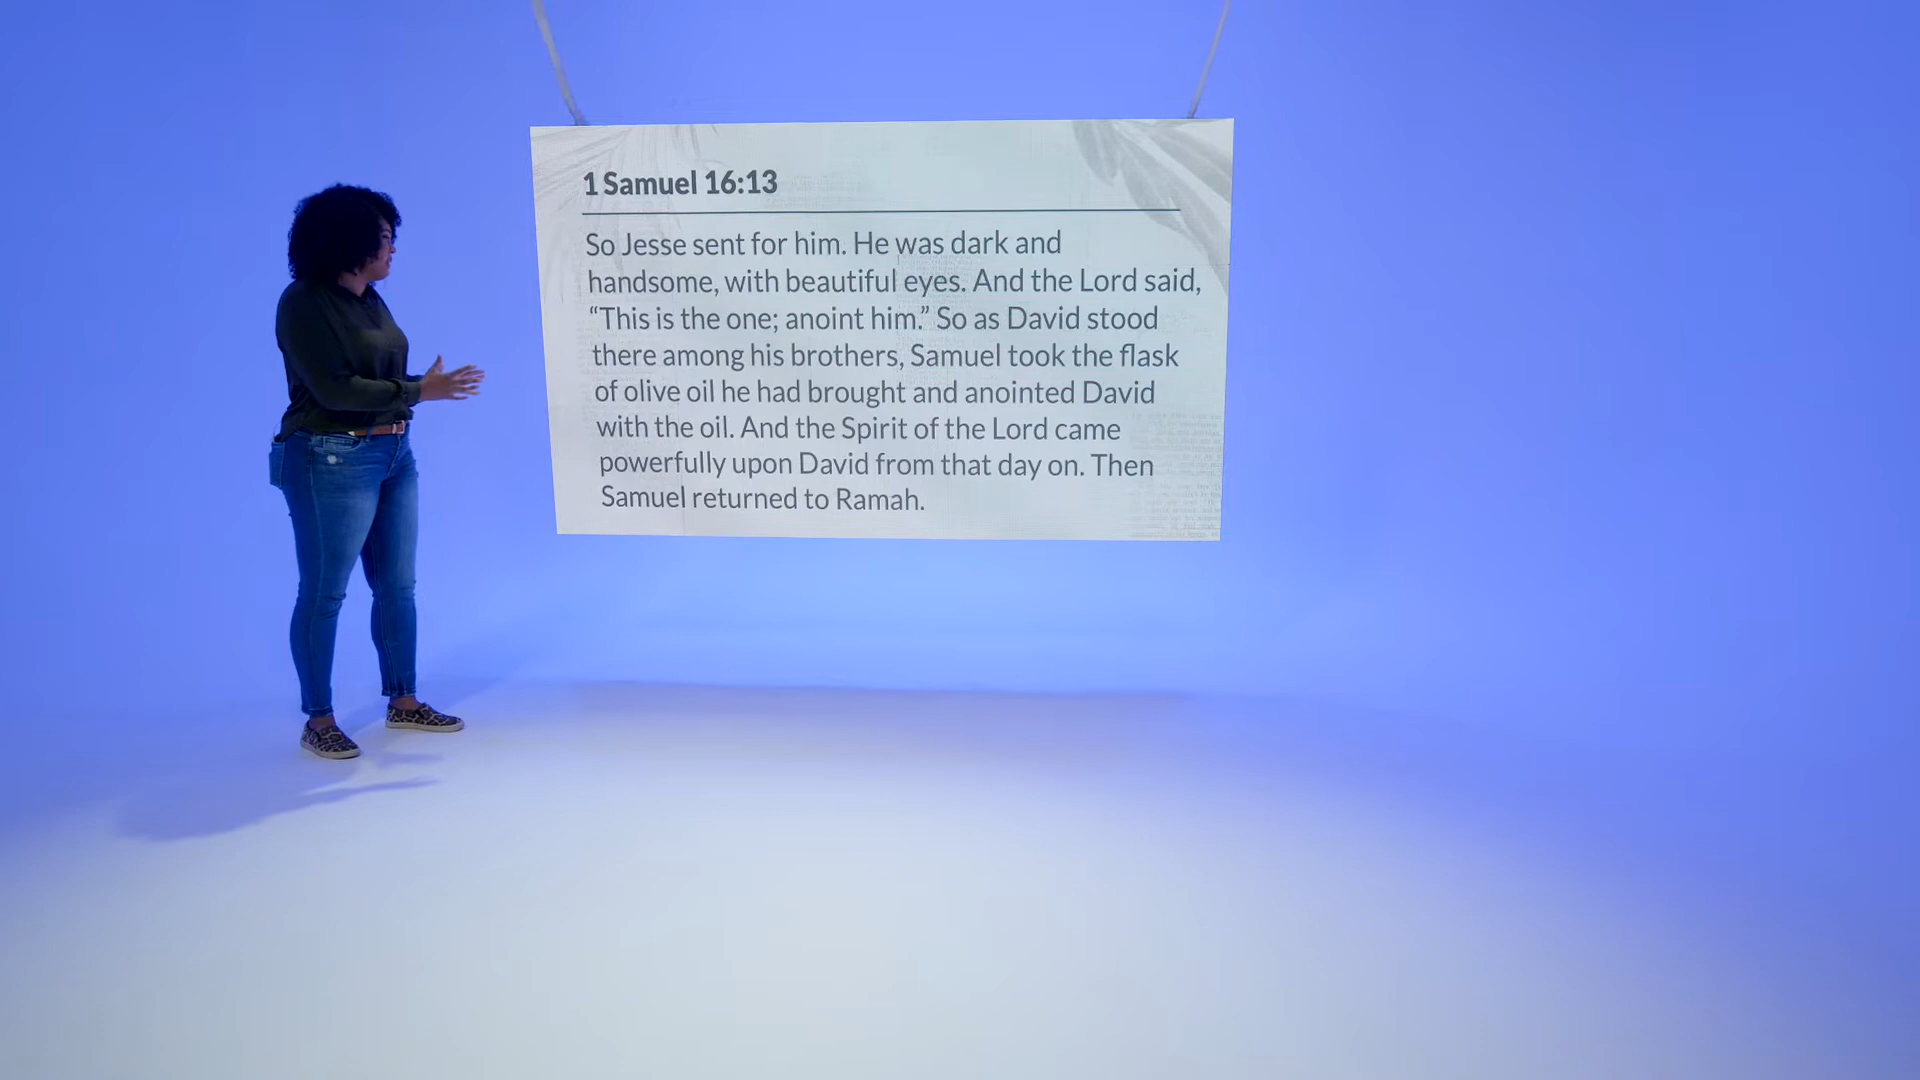 1 Samuel 16:13
So Jesse sent for him. He was dark and
handsome, with beautiful eyes. And the Lord said,
“This is the one; anoint him.” So as David stood
there among his brothers, Samuel took the flask
of olive oil he had brought and anointed David
with the oil. And the Spirit of the Lord came
powerfully upon David from that day on. Then
Samuel returned to Ramah.